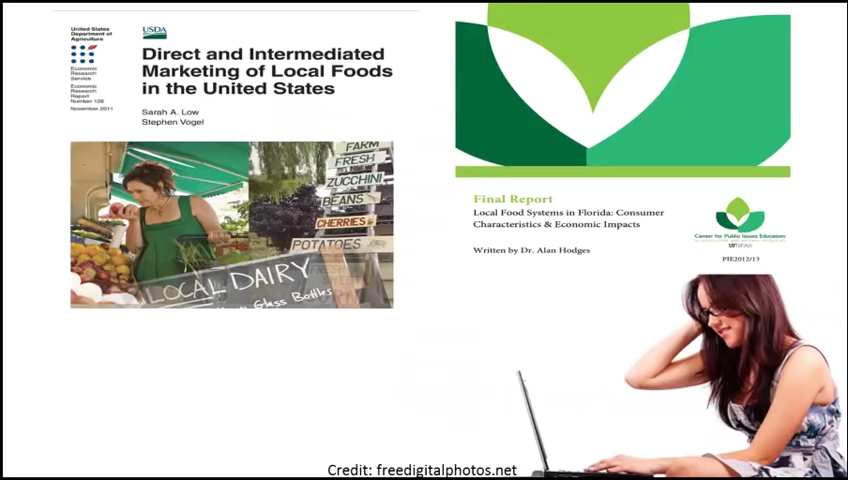 United States
Department of
Agriculture
Economic
Research
Service
Economic
Research
Report
Number 128
November 2011
USDA
Direct and Intermediated
Marketing of Local Foods
in the United States
Sarah A. Low
Stephen Vogel
FARM
FRESH
ZUCCHINI
BEANS
CHERRIES
POTATOES
LOCAL DAIRY
Glass Bottles
Final Report
Local Food Systems in Florida: Consumer
Characteristics & Economic Impacts
Written by Dr. Alan Hodges
Center for Public Issues Education
PIE2012/13
Credit: freedigitalphotos.net